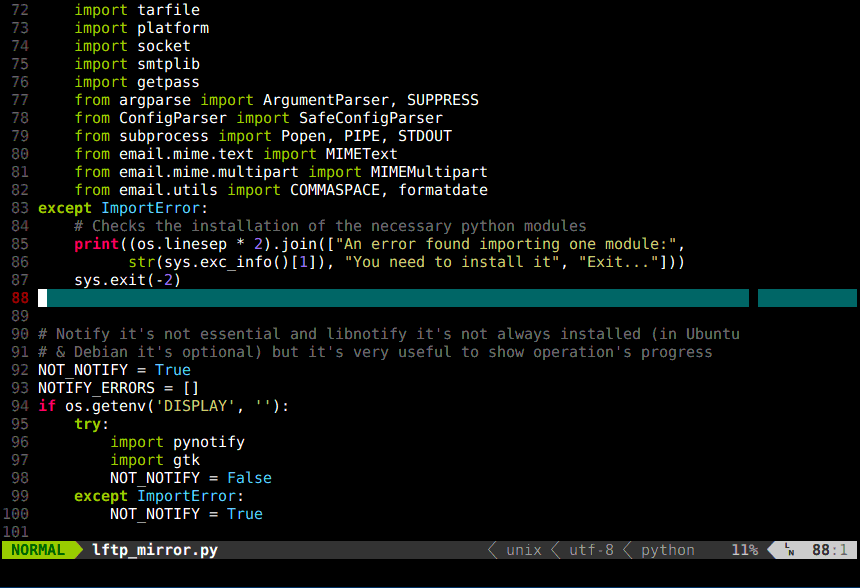 72     import tarfile
73     import platform
74     import socket
75     import smtplib
76     import getpass
77     from argparse import ArgumentParser, SUPPRESS
78     from ConfigParser import SafeConfigParser
79     from subprocess import Popen, PIPE, STDOUT
80     from email.mime.text import MIMEText
81     from email.mime.multipart import MIMEMultipart
82     from email.utils import COMMASPACE, formatdate
83 except ImportError:
84     # Checks the installation of the necessary python modules
85     print((os.linesep * 2).join(["An error found importing one module:",
86           str(sys.exc_info()[1]), "You need to install it", "Exit..."]))
87     sys.exit(-2)
88
89
90 # Notify it's not essential and libnotify it's not always installed (in Ubuntu
91 # & Debian it's optional) but it's very useful to show operation's progress
92 NOT_NOTIFY = True
93 NOTIFY_ERRORS = []
94 if os.getenv('DISPLAY', ''):
95     try:
96         import pynotify
97         import gtk
98         NOT_NOTIFY = False
99     except ImportError:
100         NOT_NOTIFY = True
101
NORMAL lftp_mirror.py unix utf-8 python 11% LN 88:1